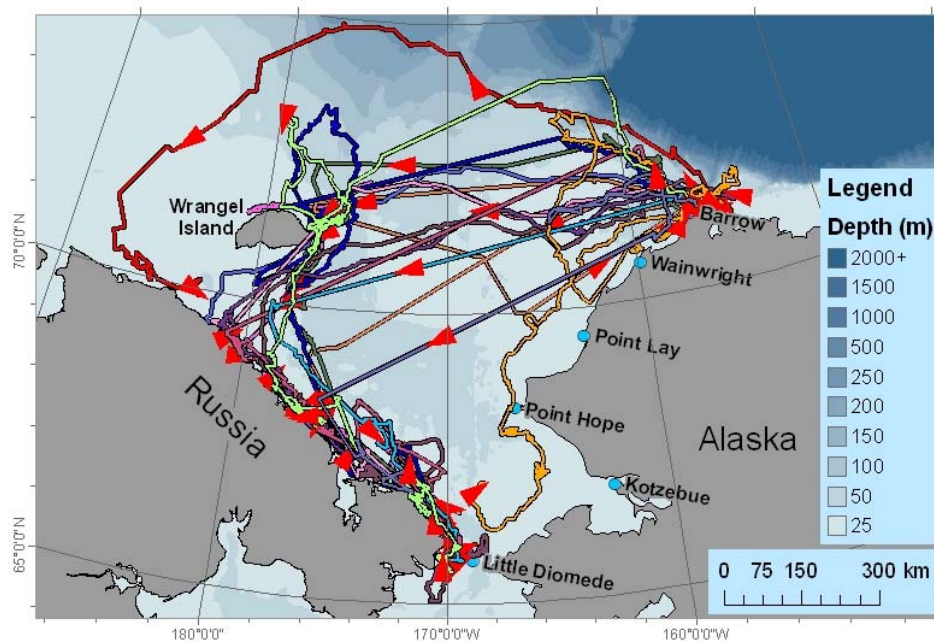 Wrangel
Island
Barrow
Wainwright
Point Lay
Point Hope
Kotzebue
Little Diomede
Russia
Alaska
Legend
Depth (m)
2000+
1500
1000
500
250
200
150
100
50
25
0 75 150 300 km
70°0'0"N
65°0'0"N
180°0'0" 170°0'0"W 160°0'0"W